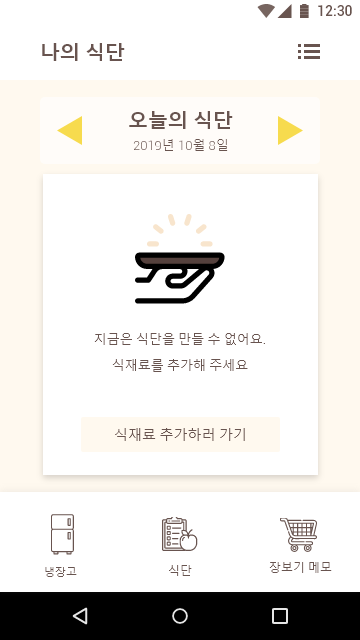 12:30
나의 식단
오늘의 식단
2019년 10월 8일
지금은 식단을 만들 수 없어요.
식재료를 추가해 주세요
식재료 추가하러 가기
냉장고
식단
장보기 메모